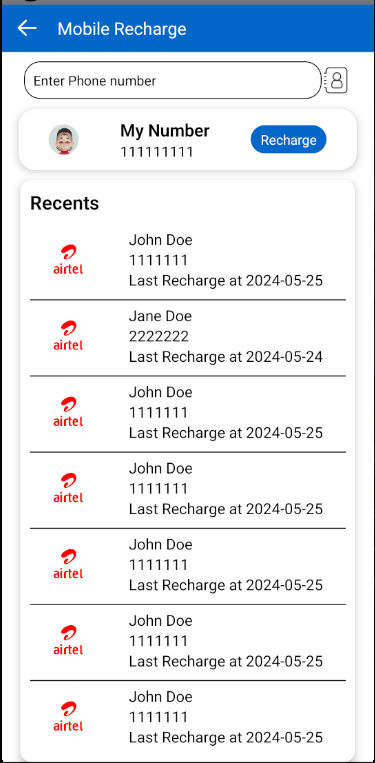 Mobile Recharge
Enter Phone number
My Number
111111111
Recharge
Recents
airtel
John Doe
1111111
Last Recharge at 2024-05-25
airtel
Jane Doe
2222222
Last Recharge at 2024-05-24
airtel
John Doe
1111111
Last Recharge at 2024-05-25
airtel
John Doe
1111111
Last Recharge at 2024-05-25
airtel
John Doe
1111111
Last Recharge at 2024-05-25
airtel
John Doe
1111111
Last Recharge at 2024-05-25
airtel
John Doe
1111111
Last Recharge at 2024-05-25